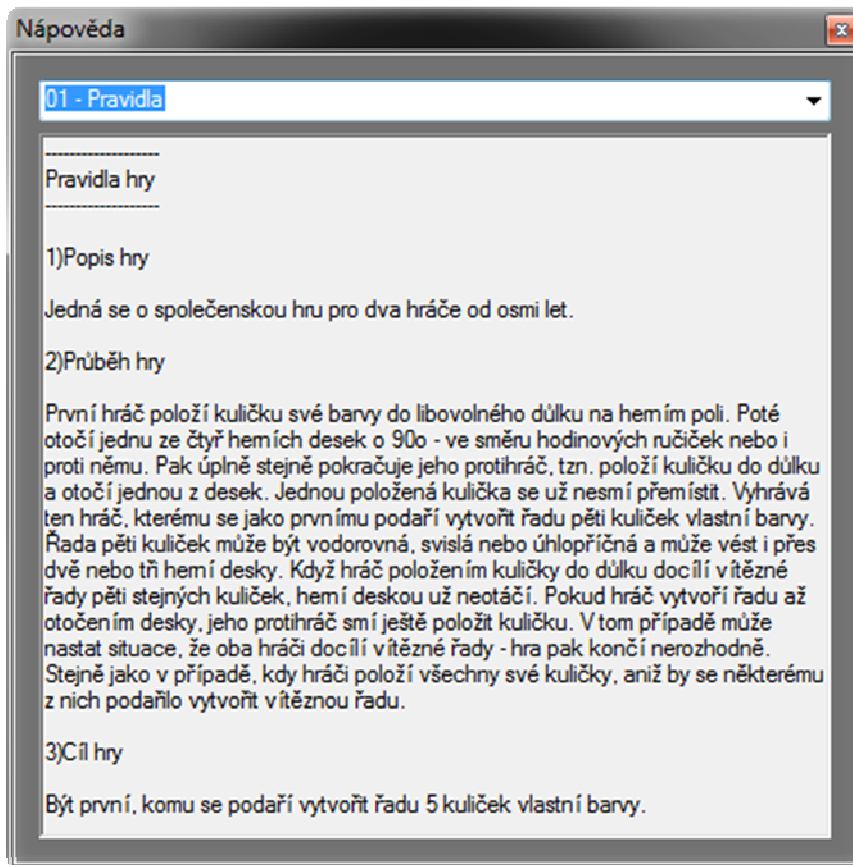 Nápověda
01 - Pravidla
-------------------
Pravidla hry
-------------------
1)Popis hry
Jedná se o společenskou hru pro dva hráče od osmi let.
2)Průběh hry
První hráč položí kuličku své barvy do libovolného důlku na herním poli. Poté
otočí jednu ze čtyř herních desek o 90o - ve směru hodinových ručiček nebo i
proti němu. Pak úplně stejně pokračuje jeho protihráč, tzn. položí kuličku do důlku
a otočí jednou z desek. Jednou položená kulička se už nesmí přemístit. Vyhrává
ten hráč, kterému se jako prvnímu podaří vytvořit řadu pěti kuliček vlastní barvy.
Řada pěti kuliček může být vodorovná, svislá nebo úhlopříčná a může vést i přes
dvě nebo tři herní desky. Když hráč položením kuličky do důlku docílí vítězné
řady pěti stejných kuliček, herní deskou už neotáčí. Pokud hráč vytvoří řadu až
otočením desky, jeho protihráč smí ještě položit kuličku. V tom případě může
nastat situace, že oba hráči docílí vítězné řady - hra pak končí nerozhodně.
Stejně jako v případě, kdy hráči položí všechny své kuličky, aniž by se některému
z nich podařilo vytvořit vítěznou řadu.
3)Cíl hry
Být první, komu se podaří vytvořit řadu 5 kuliček vlastní barvy.